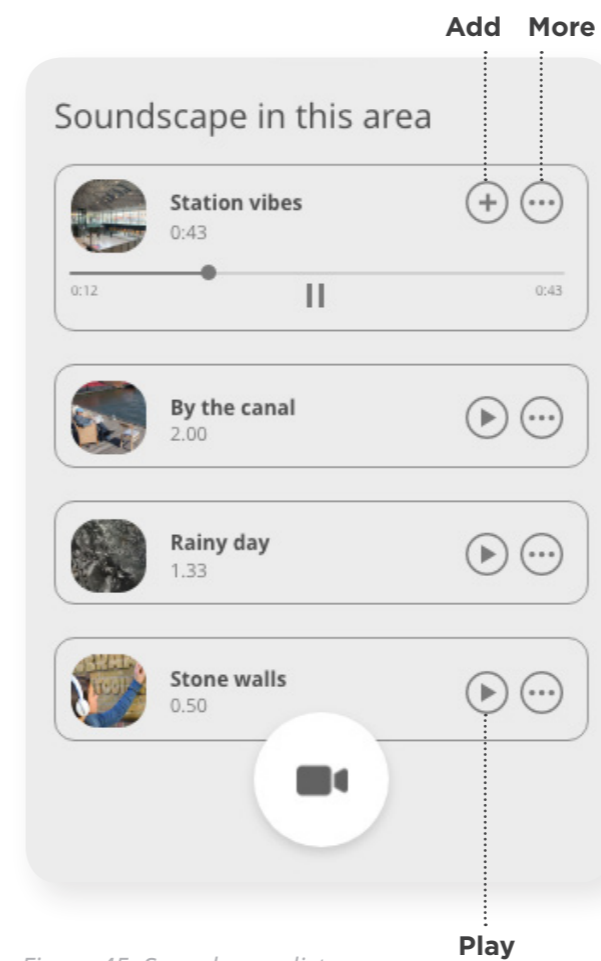 Add More
Soundscape in this area
Station vibes
0:43
0:12
0:43
By the canal
2.00
Rainy day
1.33
Stone walls
0.50
Play